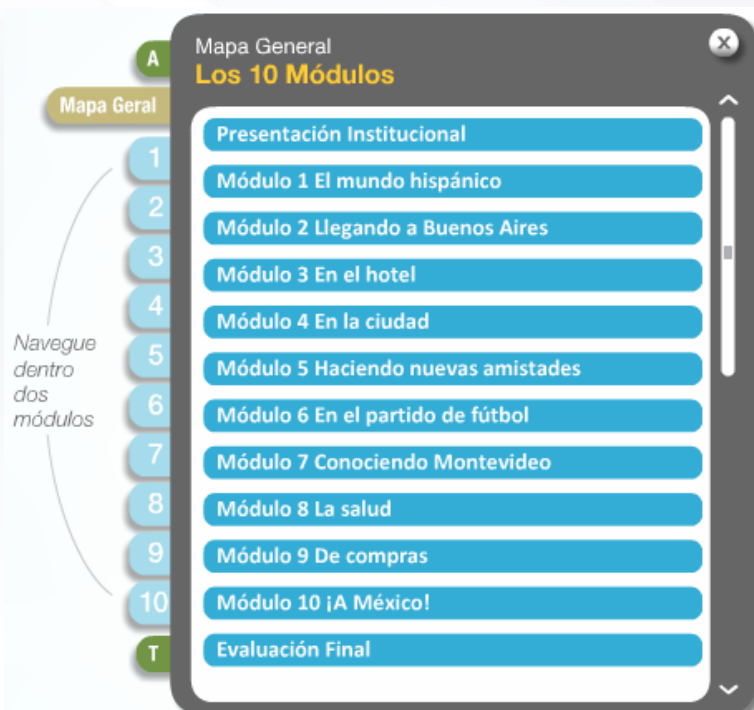 A
Mapa Geral
1
2
3
4
5
6
7
8
9
10
T
Navegue
dentro
dos
módulos
Mapa General
X
Los 10 Módulos
Presentación Institucional
Módulo 1 El mundo hispánico
Módulo 2 Llegando a Buenos Aires
Módulo 3 En el hotel
Módulo 4 En la ciudad
Módulo 5 Haciendo nuevas amistades
Módulo 6 En el partido de fútbol
Módulo 7 Conociendo Montevideo
Módulo 8 La salud
Módulo 9 De compras
Módulo 10 ¡A México!
Evaluación Final